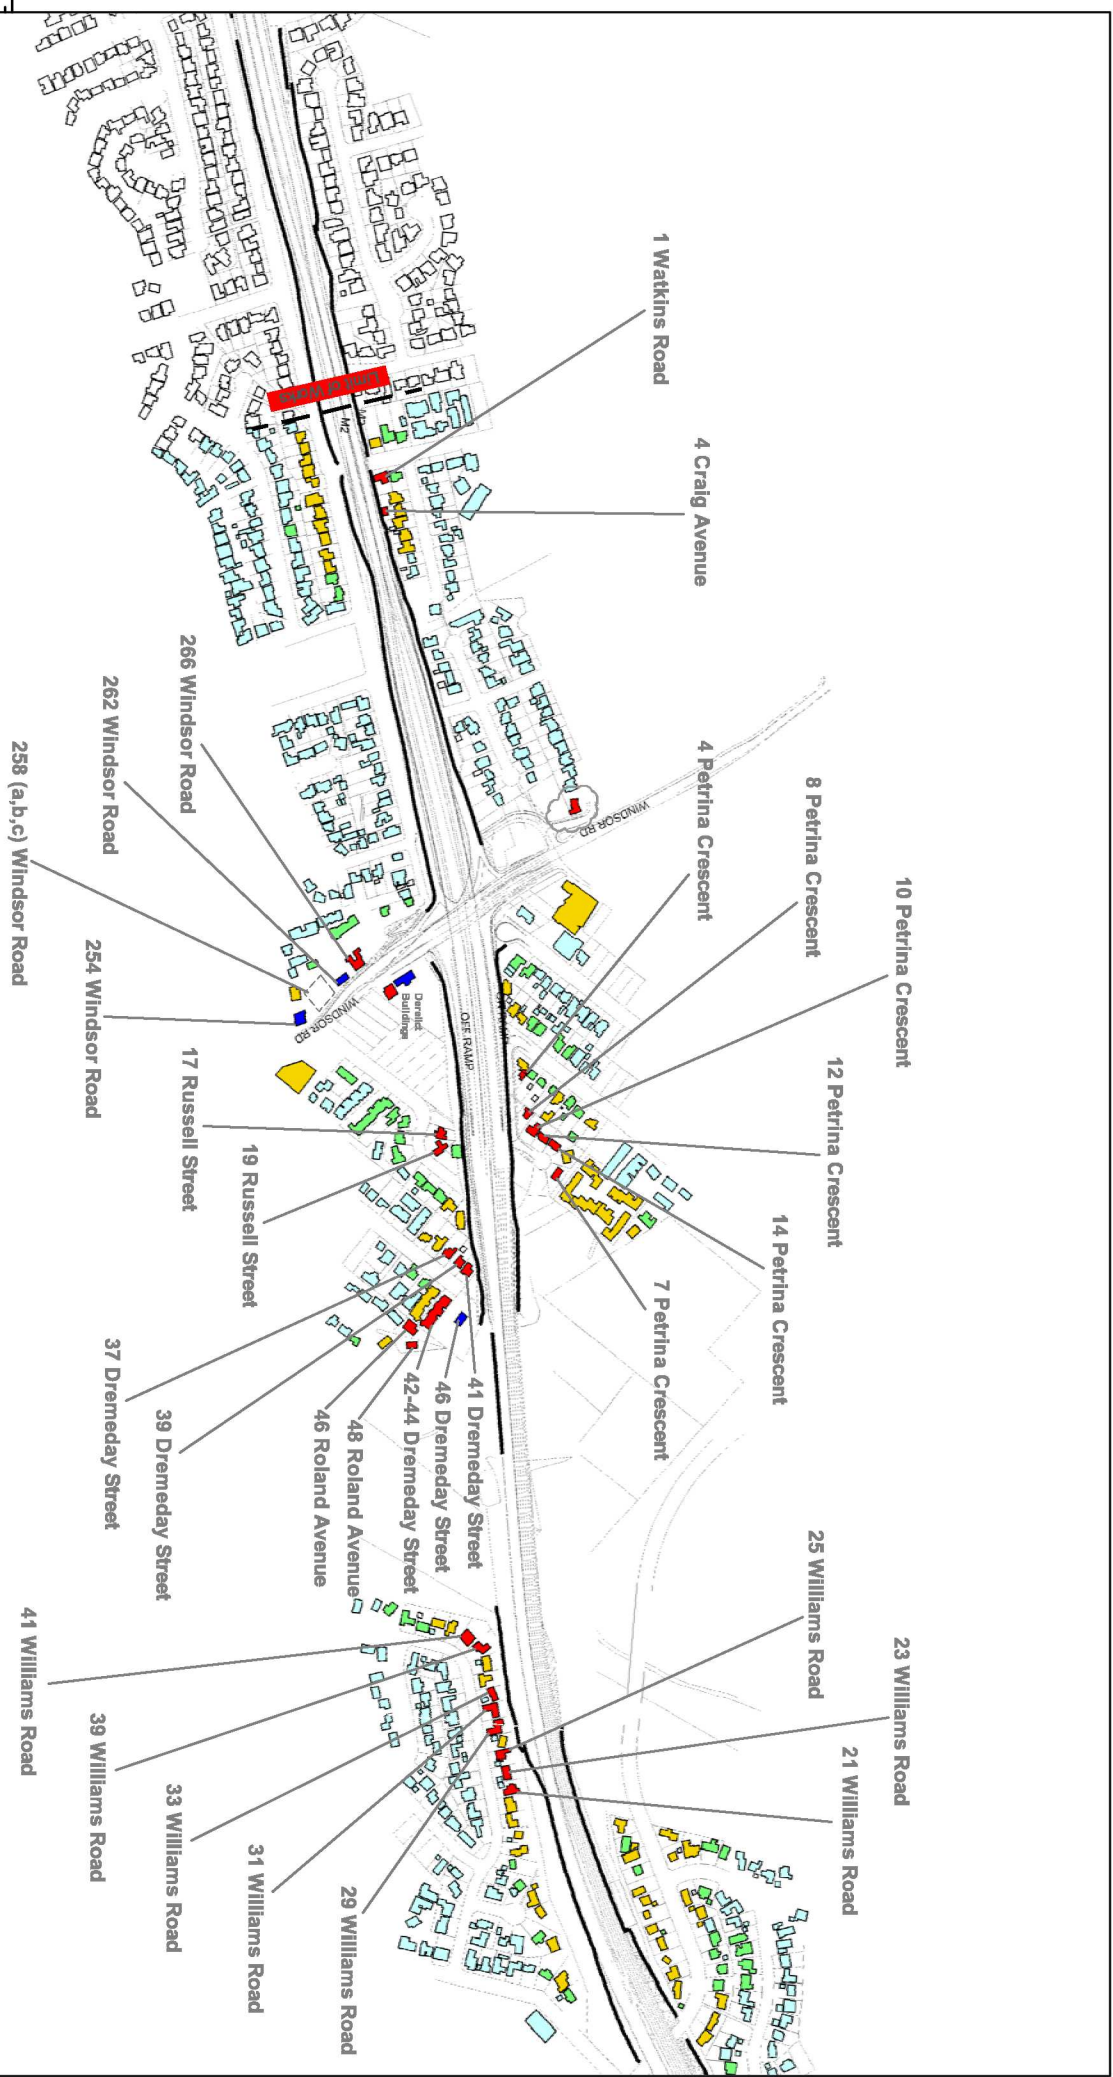 1 Watkins Road
4 Craig Avenue
4 Petrina Crescent
8 Petrina Crescent
10 Petrina Crescent
12 Petrina Crescent
14 Petrina Crescent
7 Petrina Crescent
25 Williams Road
23 Williams Road
21 Williams Road
Limit of Works
M2
M2
WINDSOR RD
OFF RAMP
Derelict
Buildings
WINDSOR RD
266 Windsor Road
262 Windsor Road
258 (a,b,c) Windsor Road
254 Windsor Road
17 Russell Street
19 Russell Street
37 Dremeday Street
39 Dremeday Street
41 Dremeday Street
46 Dremeday Street
42-44 Dremeday Street
48 Roland Avenue
46 Roland Avenue
41 Williams Road
39 Williams Road
33 Williams Road
31 Williams Road
29 Williams Road